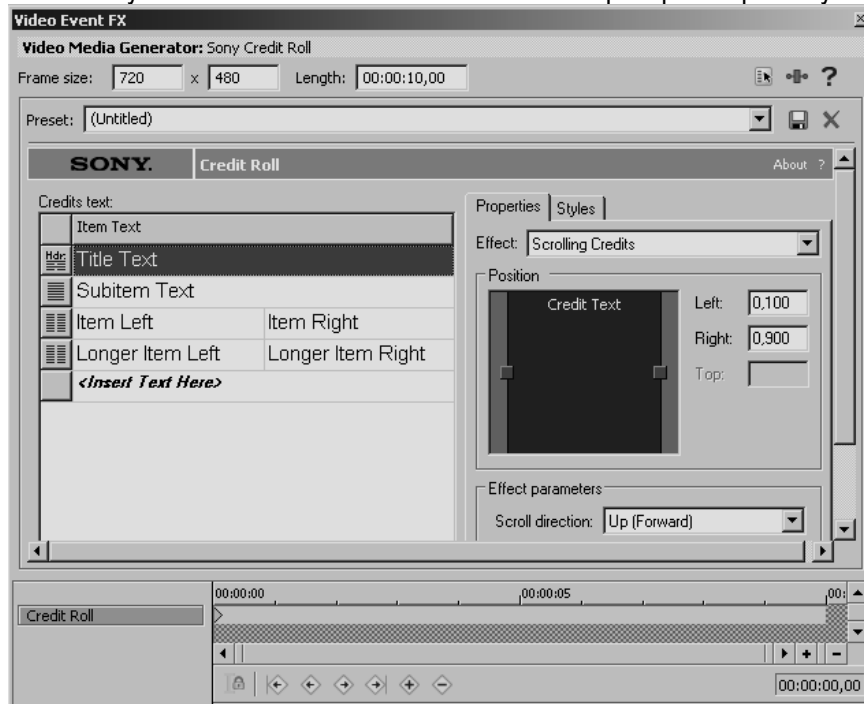 Video Event FX
Video Media Generator: Sony Credit Roll
Frame size: 720 x 480 Length: 00:00:10,00
Preset: (Untitled)
SONY. Credit Roll About ?
Credits text:
Item Text
Hdr: Title Text
Subitem Text
Item Left Item Right
Longer Item Left Longer Item Right
<Insert Text Here>
Properties Styles
Effect: Scrolling Credits
Position
Credit Text
Left: 0,100
Right: 0,900
Top:
Effect parameters
Scroll direction: Up (Forward)
00:00:00 00:00:05 00:
Credit Roll
00:00:00,00